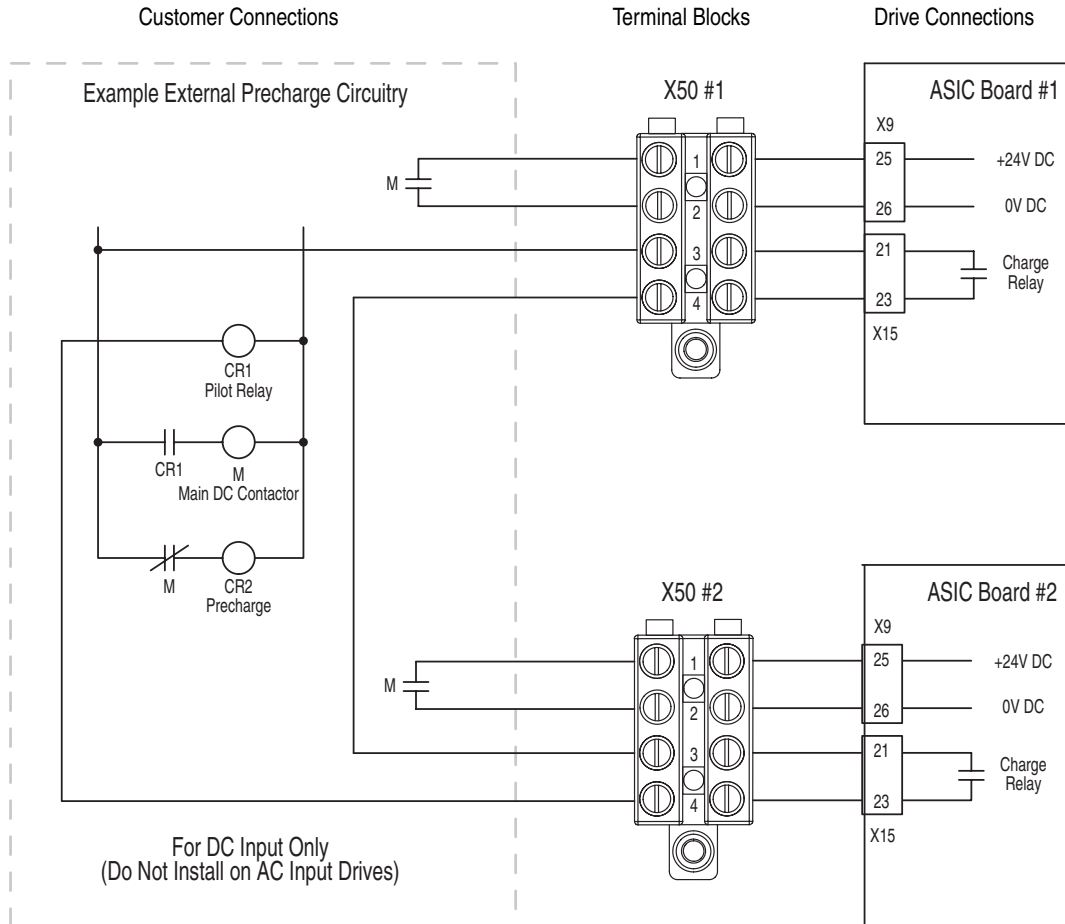 Customer Connections
Terminal Blocks
Drive Connections
Example External Precharge Circuitry
X50 #1
ASIC Board #1
X9
M
1
25
+24V DC
2
26
0V DC
3
21
Charge
Relay
4
23
X15
CR1
Pilot Relay
CR1
M
Main DC Contactor
M
CR2
Precharge
X50 #2
ASIC Board #2
X9
M
1
25
+24V DC
2
26
0V DC
3
21
Charge
Relay
4
23
X15
For DC Input Only
(Do Not Install on AC Input Drives)